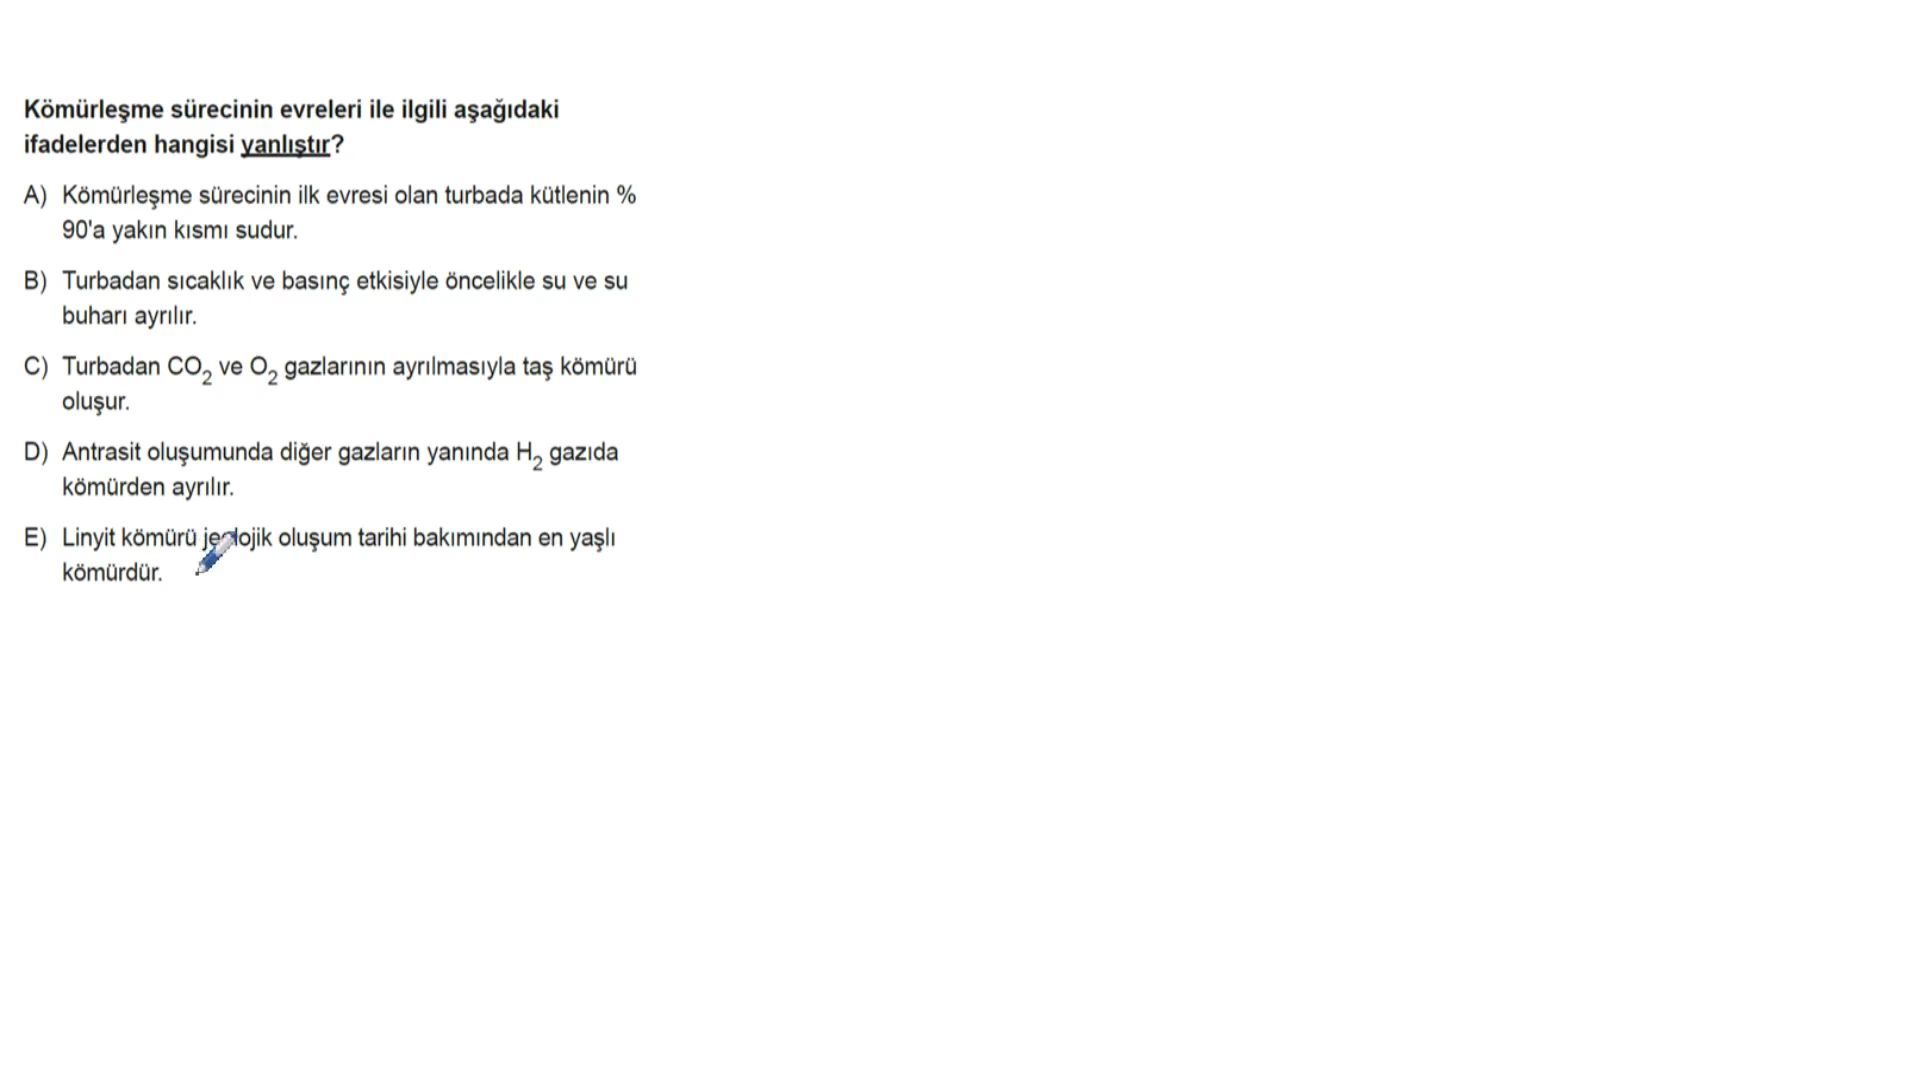 Kömürleşme sürecinin evreleri ile ilgili aşağıdaki
ifadelerden hangisi yanlıştır?
A) Kömürleşme sürecinin ilk evresi olan turbada kütlenin %
90'a yakın kısmı sudur.
B) Turbadan sıcaklık ve basınç etkisiyle öncelikle su ve su
buharı ayrılır.
C) Turbadan CO₂ ve O₂ gazlarının ayrılmasıyla taş kömürü
oluşur.
D) Antrasit oluşumunda diğer gazların yanında H₂ gazıda
kömürden ayrılır.
E) Linyit kömürü jeolojik oluşum tarihi bakımından en yaşlı
kömürdür.